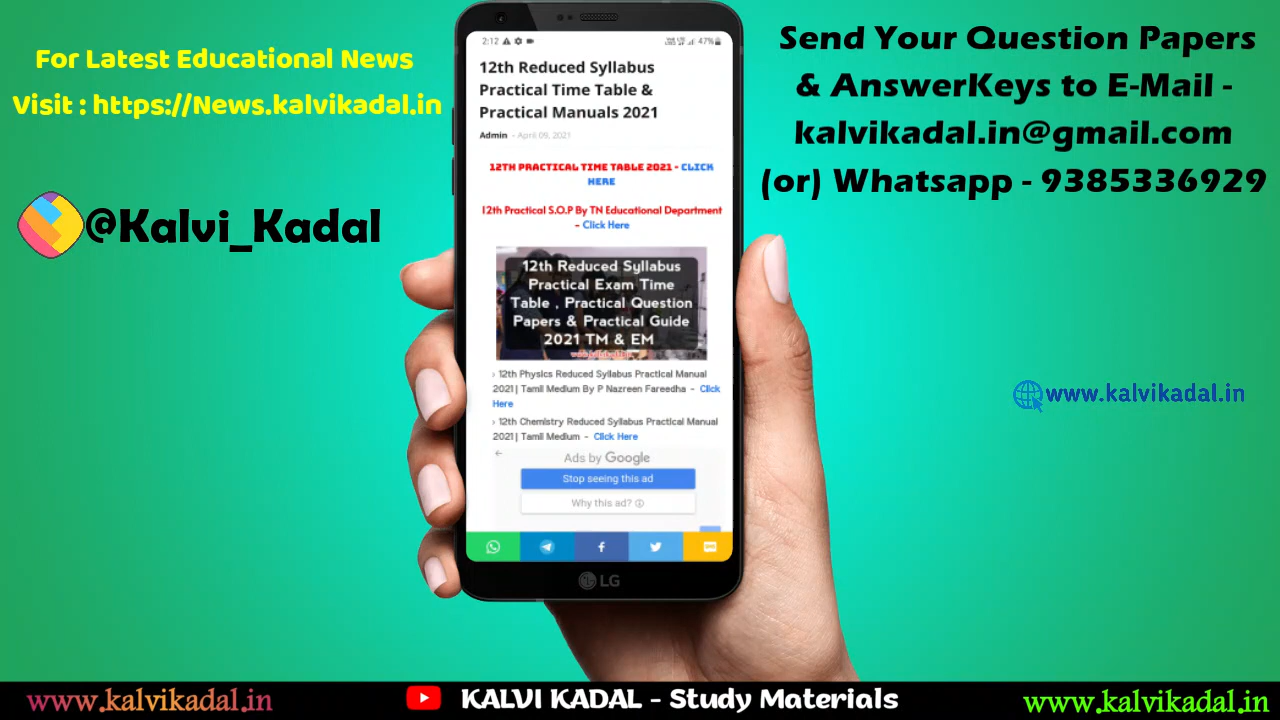 For Latest Educational News
Visit : https://News.kalvikadal.in
@Kalvi_Kadal
Send Your Question Papers
& AnswerKeys to E-Mail -
kalvikadal.in@gmail.com
(or) Whatsapp - 9385336929
2:12
47%
12th Reduced Syllabus
Practical Time Table &
Practical Manuals 2021
Admin - April 09, 2021
12TH PRACTICAL TIME TABLE 2021 - CLICK
HERE
12th Practical S.O.P By TN Educational Department
- Click Here
12th Reduced Syllabus
Practical Exam Time
Table , Practical Question
Papers & Practical Guide
2021 TM & EM
www.kalvikadal.in
› 12th Physics Reduced Syllabus Practical Manual
2021| Tamil Medium By P Nazreen Fareedha - Click
Here
› 12th Chemistry Reduced Syllabus Practical Manual
2021| Tamil Medium - Click Here
Ads by Google
Stop seeing this ad
Why this ad?
LG
www.kalvikadal.in
www.kalvikadal.in
KALVI KADAL - Study Materials
www.kalvikadal.in